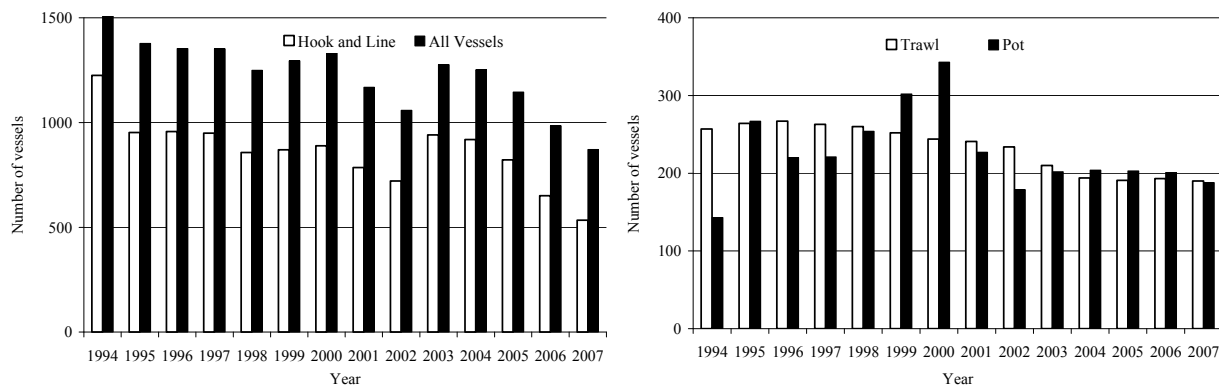 1500
1000
500
0
Number of vessels
Hook and Line All Vessels
1994 1995 1996 1997 1998 1999 2000 2001 2002 2003 2004 2005 2006 2007
Year
400
300
200
100
0
Number of vessels
Trawl Pot
1994 1995 1996 1997 1998 1999 2000 2001 2002 2003 2004 2005 2006 2007
Year